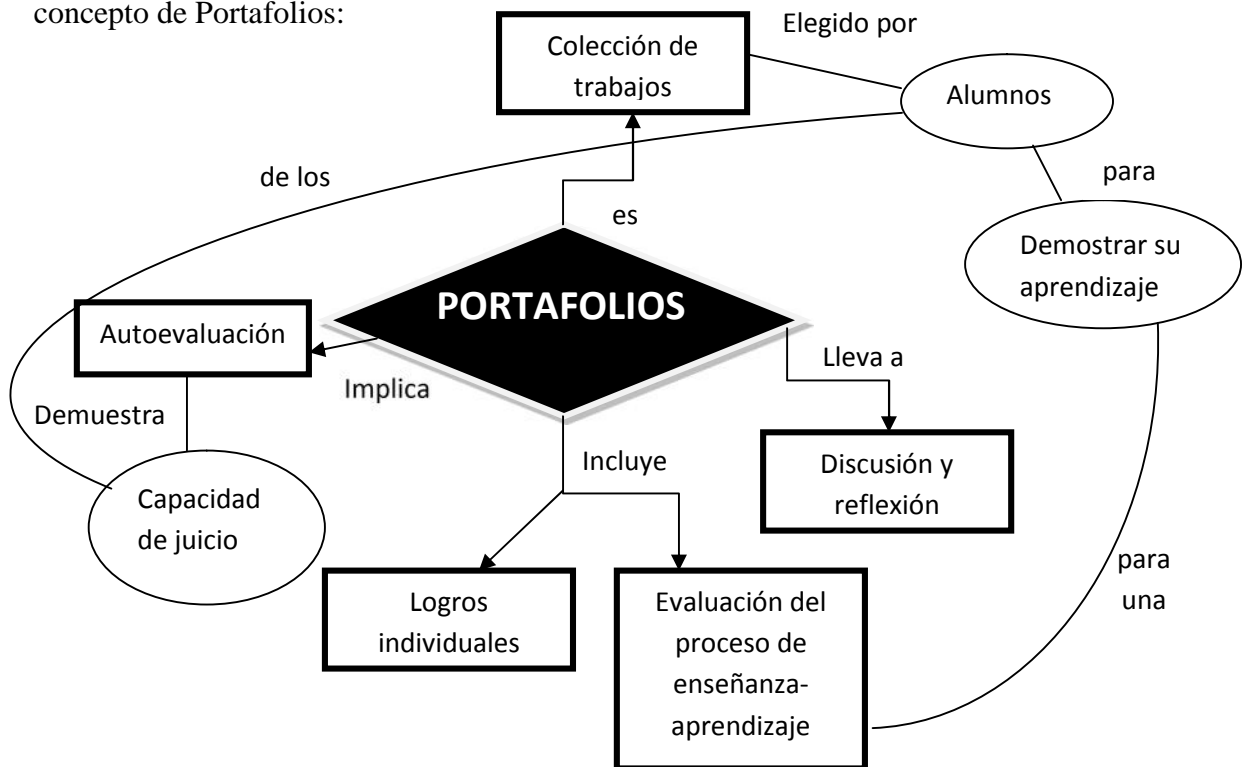 concepto de Portafolios:
Elegido por
Colección de
trabajos
Alumnos
de los
para
es
Demostrar su
aprendizaje
PORTAFOLIOS
Autoevaluación
Lleva a
Implica
Demuestra
Incluye
Discusión y
reflexión
Capacidad
de juicio
para
una
Logros
individuales
Evaluación del
proceso de
enseñanza-
aprendizaje